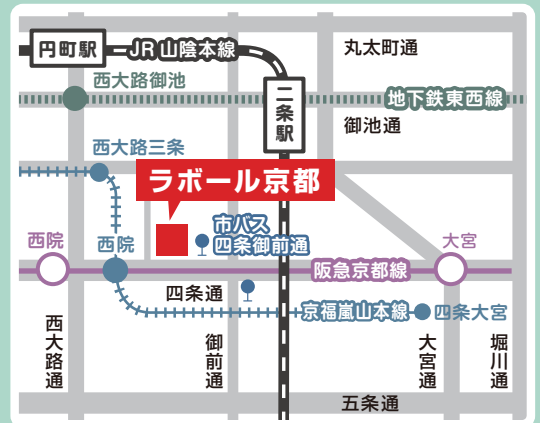 円町駅
JR 山陰本線
丸太町通
西大路御池
二条駅
地下鉄東西線
御池通
西大路三条
ラボール京都
西院
西院
市バス
四条御前通
大宮
阪急京都線
四条通
京福嵐山本線
四条大宮
西大路通
御前通
大宮通
堀川通
五条通